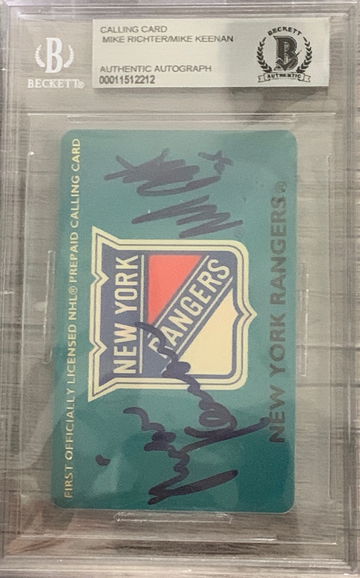 BECKETT®
CALLING CARD
MIKE RICHTER/MIKE KEENAN
AUTHENTIC AUTOGRAPH
00011512212
BECKETT
AUTHENTIC
FIRST OFFICIALLY LICENSED NHL® PREPAID CALLING CARD
NEW YORK
RANGERS
NEW YORK RANGERS®